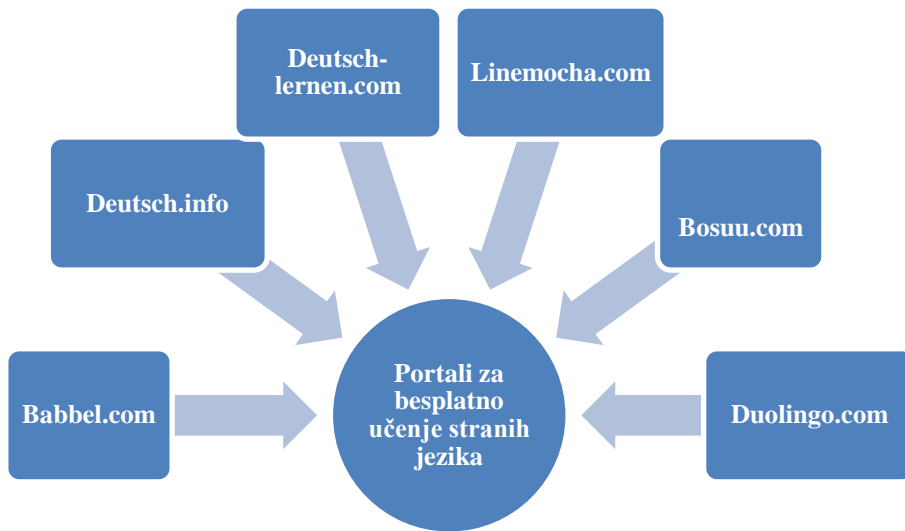 Deutsch-
lernen.com
Linemocha.com
Deutsch.info
Bosuu.com
Babbel.com
Portali za
besplatno
učenje stranih
jezika
Duolingo.com